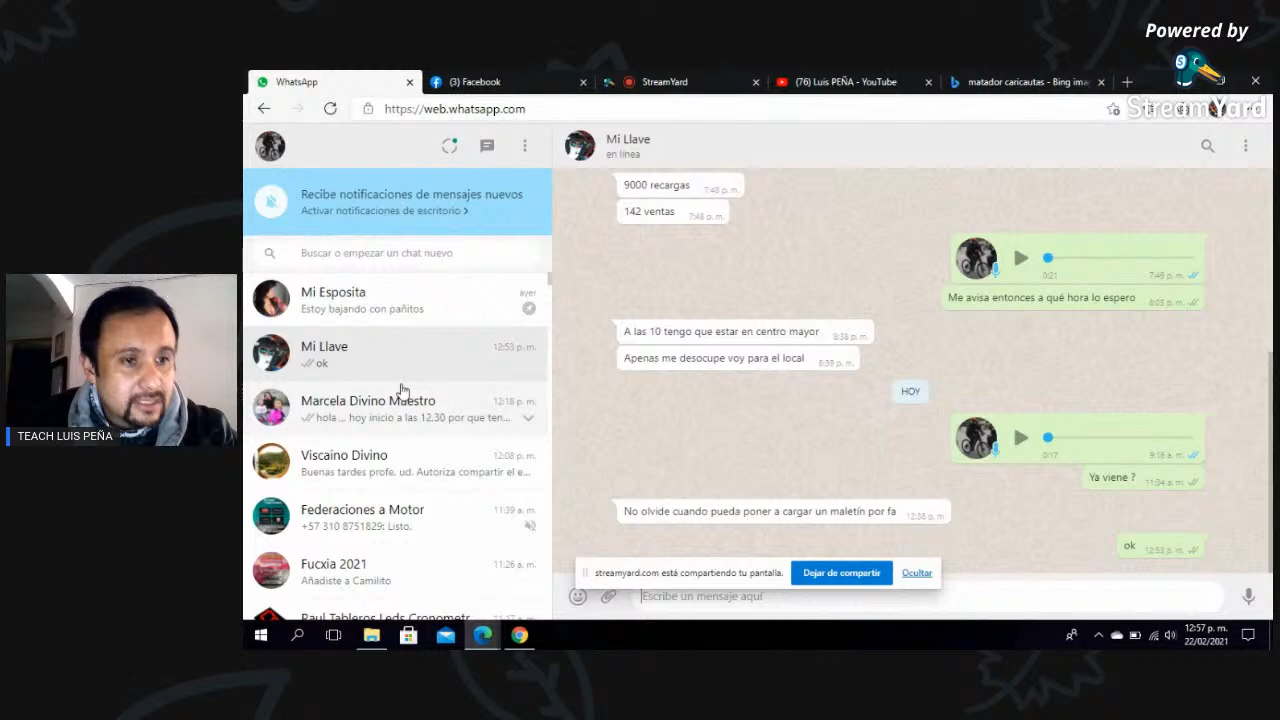 Powered by
StreamYard
WhatsApp
(3) Facebook
StreamYard
(76) Luis PEÑA - YouTube
matador caricautas - Bing ima
https://web.whatsapp.com
Mi Llave
en línea
Recibe notificaciones de mensajes nuevos
Activar notificaciones de escritorio >
Buscar o empezar un chat nuevo
Mi Esposita
ayer
Estoy bajando con pañitos
Mi Llave
12:53 p. m.
ok
Marcela Divino Maestro
12:18 p. m.
hola ... hoy inicio a las 12.30 por que ten...
Viscaino Divino
12:08 p. m.
Buenas tardes profe. ud. Autoriza compartir el e...
Federaciones a Motor
11:39 a. m.
+57 310 8751829: Listo.
Fucxia 2021
11:26 a. m.
Añadiste a Camilito
Raul Tableros Leds Cronometr
11:17 a. m.
9000 recargas
7:48 p. m.
142 ventas
7:48 p. m.
0:21
7:49 p. m.
Me avisa entonces a qué hora lo espero
8:03 p. m.
A las 10 tengo que estar en centro mayor
8:38 p. m.
Apenas me desocupe voy para el local
8:39 p. m.
HOY
0:17
9:16 a. m.
Ya viene ?
11:34 a. m.
No olvide cuando pueda poner a cargar un maletín por fa
12:38 p. m.
ok
12:53 p. m.
streamyard.com está compartiendo tu pantalla.
Dejar de compartir
Ocultar
Escribe un mensaje aquí
12:57 p. m.
22/02/2021
TEACH LUIS PEÑA